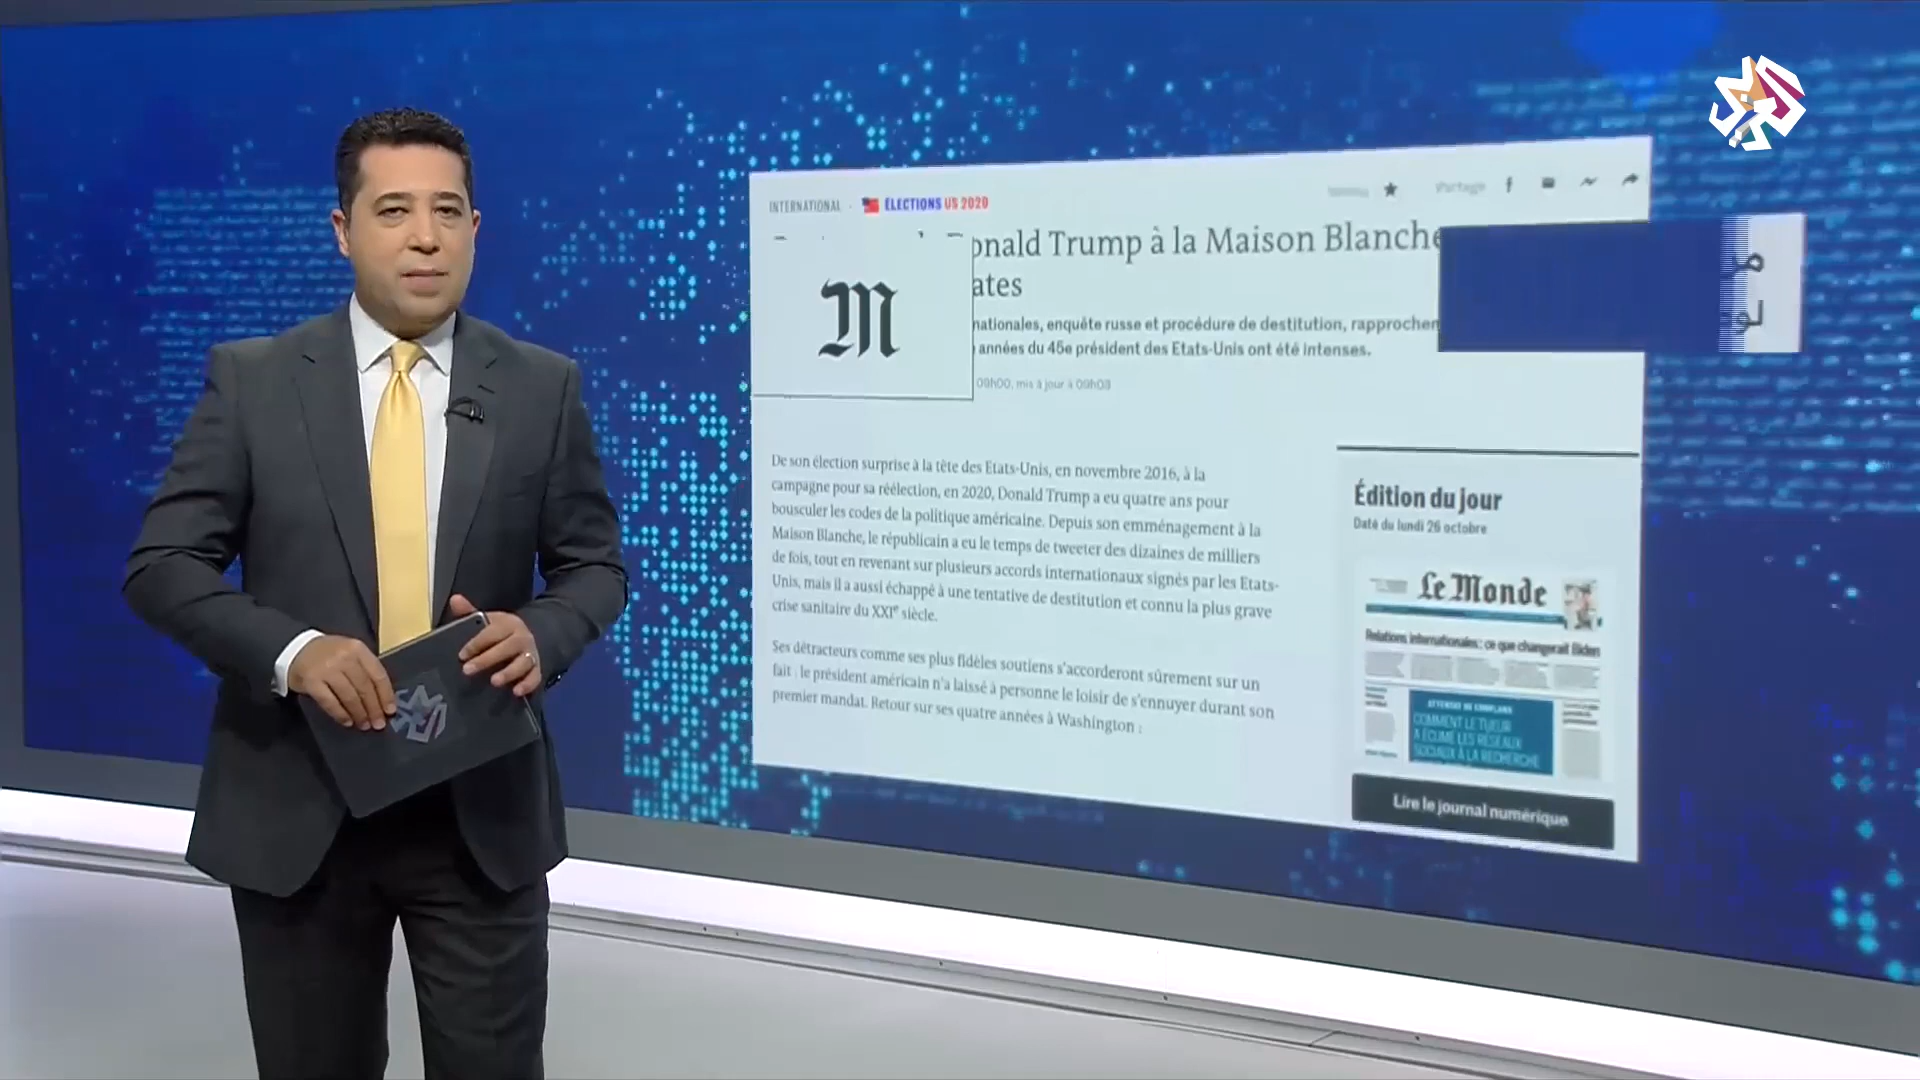 INTERNATIONAL · ÉLECTIONS US 2020
Partage
onald Trump à la Maison Blanche
ates
nationales, enquête russe et procédure de destitution, rapprochen
années du 45e président des Etats-Unis ont été intenses.
09h00, mis à jour à 09h03
M
De son élection surprise à la tête des Etats-Unis, en novembre 2016, à la
campagne pour sa réélection, en 2020, Donald Trump a eu quatre ans pour
bousculer les codes de la politique américaine. Depuis son emménagement à la
Maison Blanche, le républicain a eu le temps de tweeter des dizaines de milliers
de fois, tout en revenant sur plusieurs accords internationaux signés par les Etats-
Unis, mais il a aussi échappé à une tentative de destitution et connu la plus grave
crise sanitaire du XXIe siècle.
Ses détracteurs comme ses plus fidèles soutiens s'accorderont sûrement sur un
fait : le président américain n'a laissé à personne le loisir de s'ennuyer durant son
premier mandat. Retour sur ses quatre années à Washington :
Édition du jour
Daté du lundi 26 octobre
Le Monde
Relations internationales : ce que changerait Biden
COMMENT LE TUEUR
A ÉCUMÉ LES RÉSEAUX
SOCIAUX À LA RECHERCHE
Lire le journal numérique